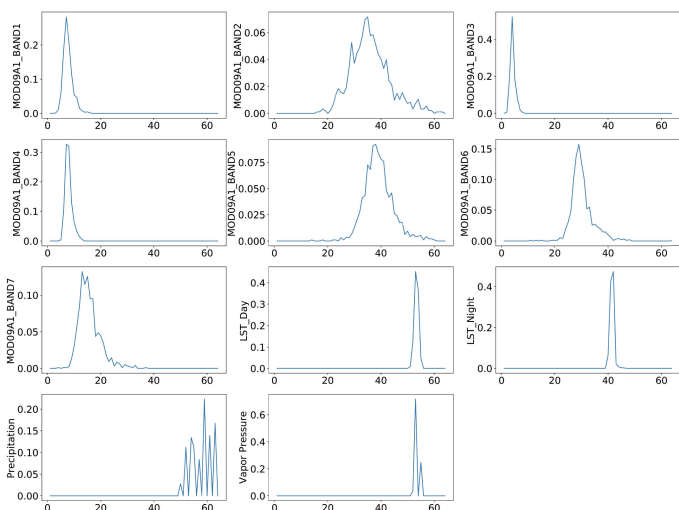 MOD09A1_BAND1
0.2
0.1
0.0
0 20 40 60
MOD09A1_BAND2
0.06
0.04
0.02
0.00
0 20 40 60
MOD09A1_BAND3
0.4
0.2
0.0
0 20 40 60
MOD09A1_BAND4
0.3
0.2
0.1
0.0
0 20 40 60
MOD09A1_BAND5
0.075
0.050
0.025
0.000
0 20 40 60
MOD09A1_BAND6
0.15
0.10
0.05
0.00
0 20 40 60
MOD09A1_BAND7
0.10
0.05
0.00
0 20 40 60
LST_Day
0.4
0.3
0.2
0.1
0.0
0 20 40 60
LST_Night
0.4
0.2
0.0
0 20 40 60
Precipitation
0.20
0.15
0.10
0.05
0.00
0 20 40 60
Vapor Pressure
0.6
0.4
0.2
0.0
0 20 40 60